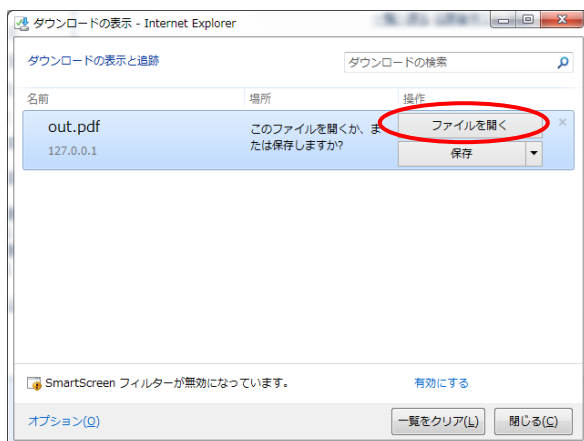 ダウンロードの表示 - Internet Explorer
ダウンロードの表示と追跡
ダウンロードの検索
名前 場所 操作
out.pdf
127.0.0.1
このファイルを開くか、ま
たは保存しますか?
ファイルを開く
保存
SmartScreen フィルターが無効になっています。 有効にする
オプション(O)
一覧をクリア(L) 閉じる(C)